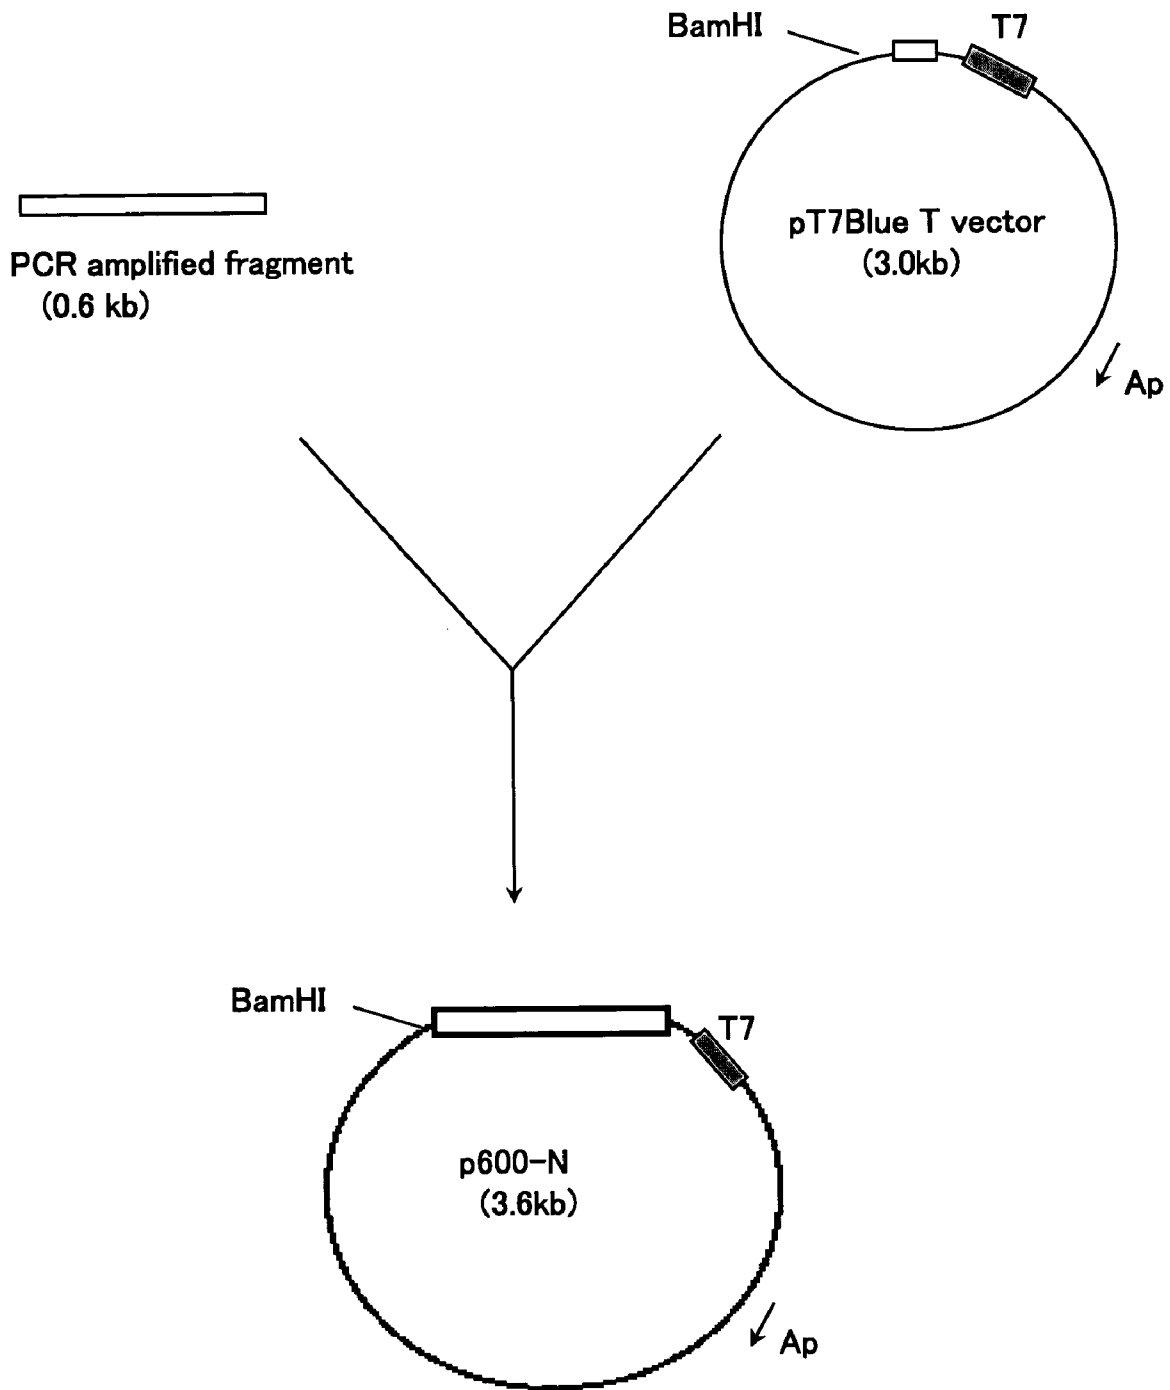 BamHI
T7
pT7Blue T vector
(3.0kb)
Ap
PCR amplified fragment
(0.6 kb)
BamHI
T7
p600-N
(3.6kb)
Ap